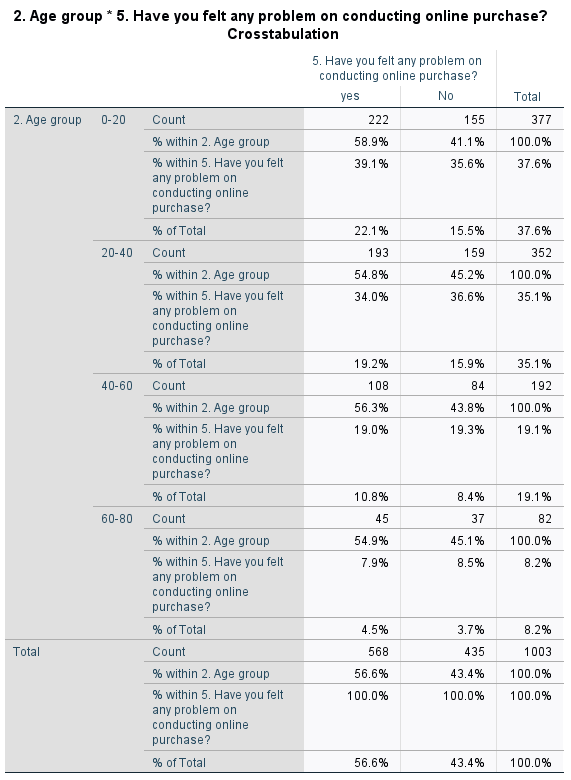 2. Age group * 5. Have you felt any problem on conducting online purchase?
Crosstabulation
5. Have you felt any problem on
conducting online purchase?
yes No Total
2. Age group 0-20 Count 222 155 377
% within 2. Age group 58.9% 41.1% 100.0%
% within 5. Have you felt 39.1% 35.6% 37.6%
any problem on
conducting online
purchase?
% of Total 22.1% 15.5% 37.6%
20-40 Count 193 159 352
% within 2. Age group 54.8% 45.2% 100.0%
% within 5. Have you felt 34.0% 36.6% 35.1%
any problem on
conducting online
purchase?
% of Total 19.2% 15.9% 35.1%
40-60 Count 108 84 192
% within 2. Age group 56.3% 43.8% 100.0%
% within 5. Have you felt 19.0% 19.3% 19.1%
any problem on
conducting online
purchase?
% of Total 10.8% 8.4% 19.1%
60-80 Count 45 37 82
% within 2. Age group 54.9% 45.1% 100.0%
% within 5. Have you felt 7.9% 8.5% 8.2%
any problem on
conducting online
purchase?
% of Total 4.5% 3.7% 8.2%
Total Count 568 435 1003
% within 2. Age group 56.6% 43.4% 100.0%
% within 5. Have you felt 100.0% 100.0% 100.0%
any problem on
conducting online
purchase?
% of Total 56.6% 43.4% 100.0%